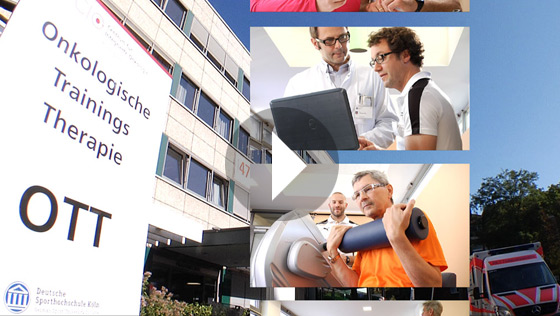 Onkologische
Trainings
Therapie
OTT
Deutsche
Sporthochschule Köln
47